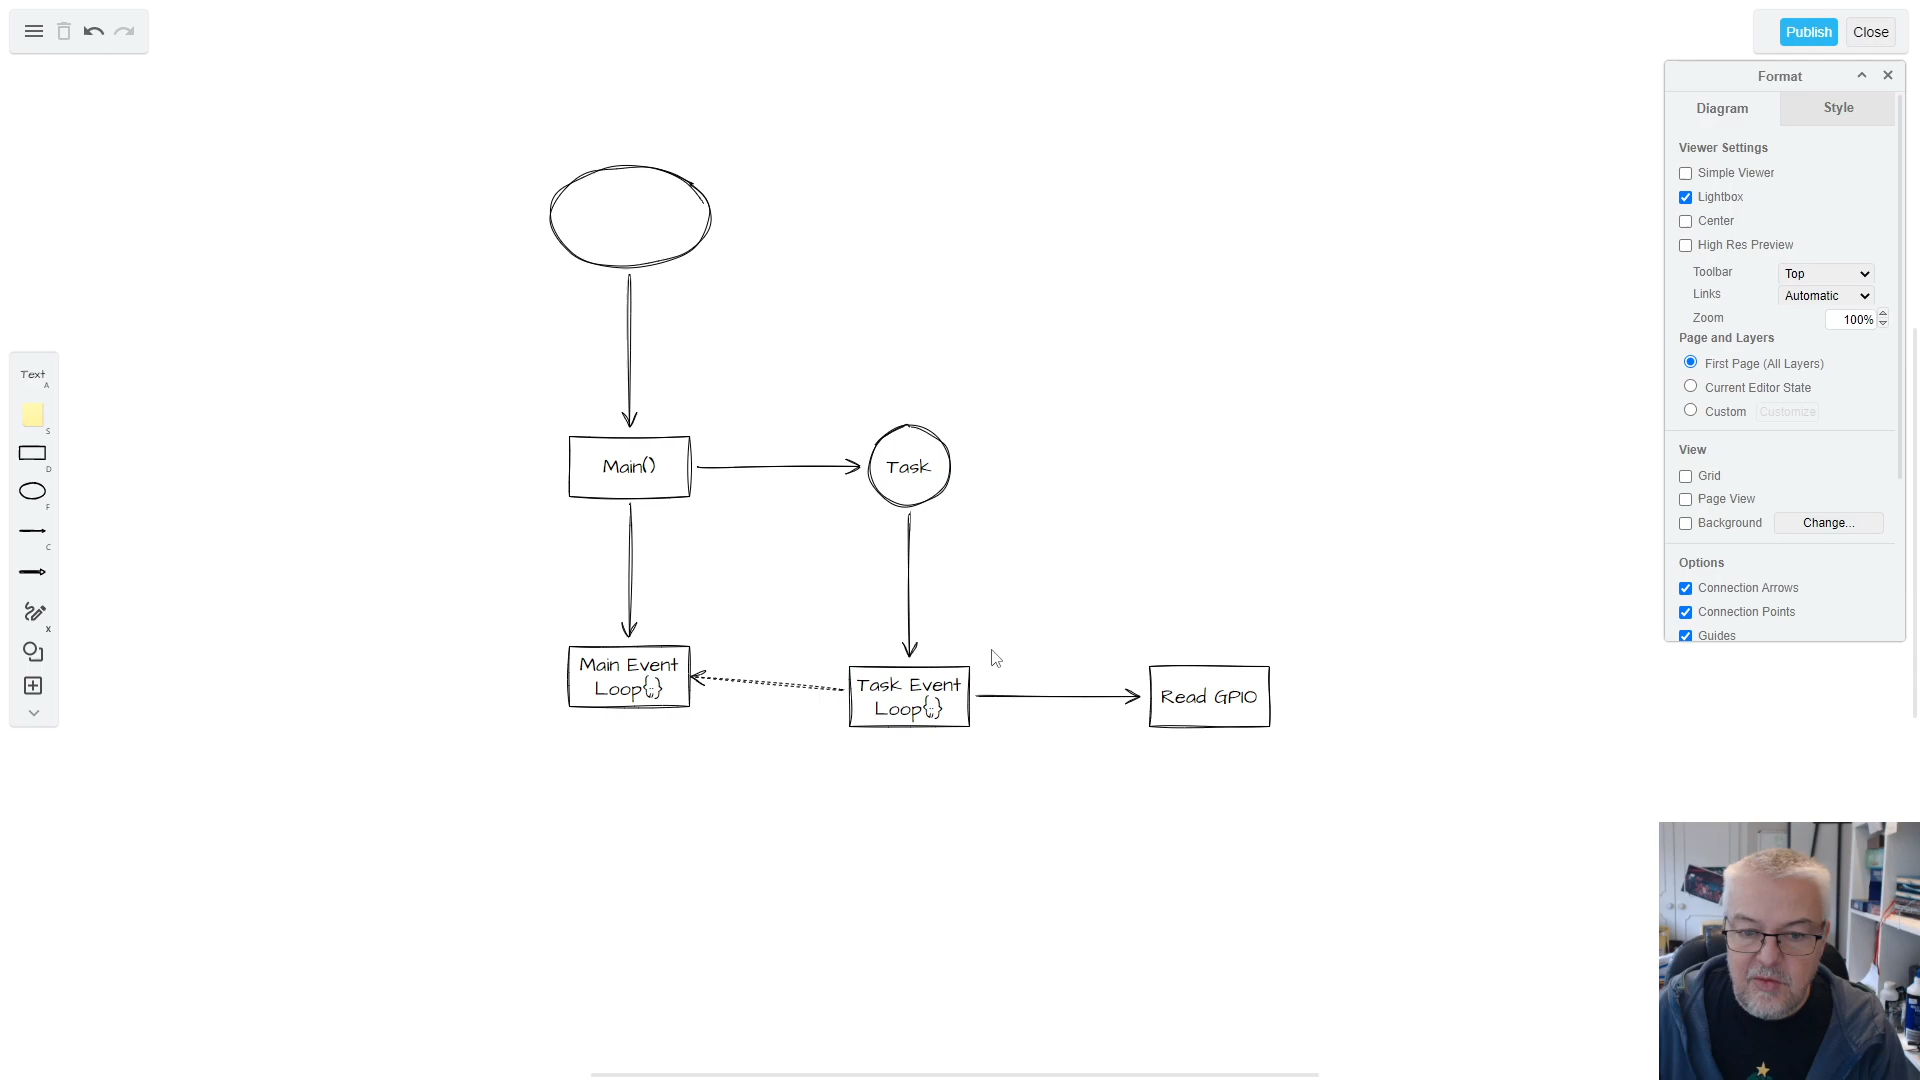 Publish
Close
Format
Diagram
Style
Viewer Settings
Simple Viewer
Lightbox
Center
High Res Preview
Toolbar
Top
Links
Automatic
Zoom
100%
Page and Layers
First Page (All Layers)
Current Editor State
Custom
Customize
View
Grid
Page View
Background
Change...
Options
Connection Arrows
Connection Points
Guides
Text
A
S
D
F
C
X
Main()
Task
Main Event
Loop{;;}
Task Event
Loop{;;}
Read GPIO